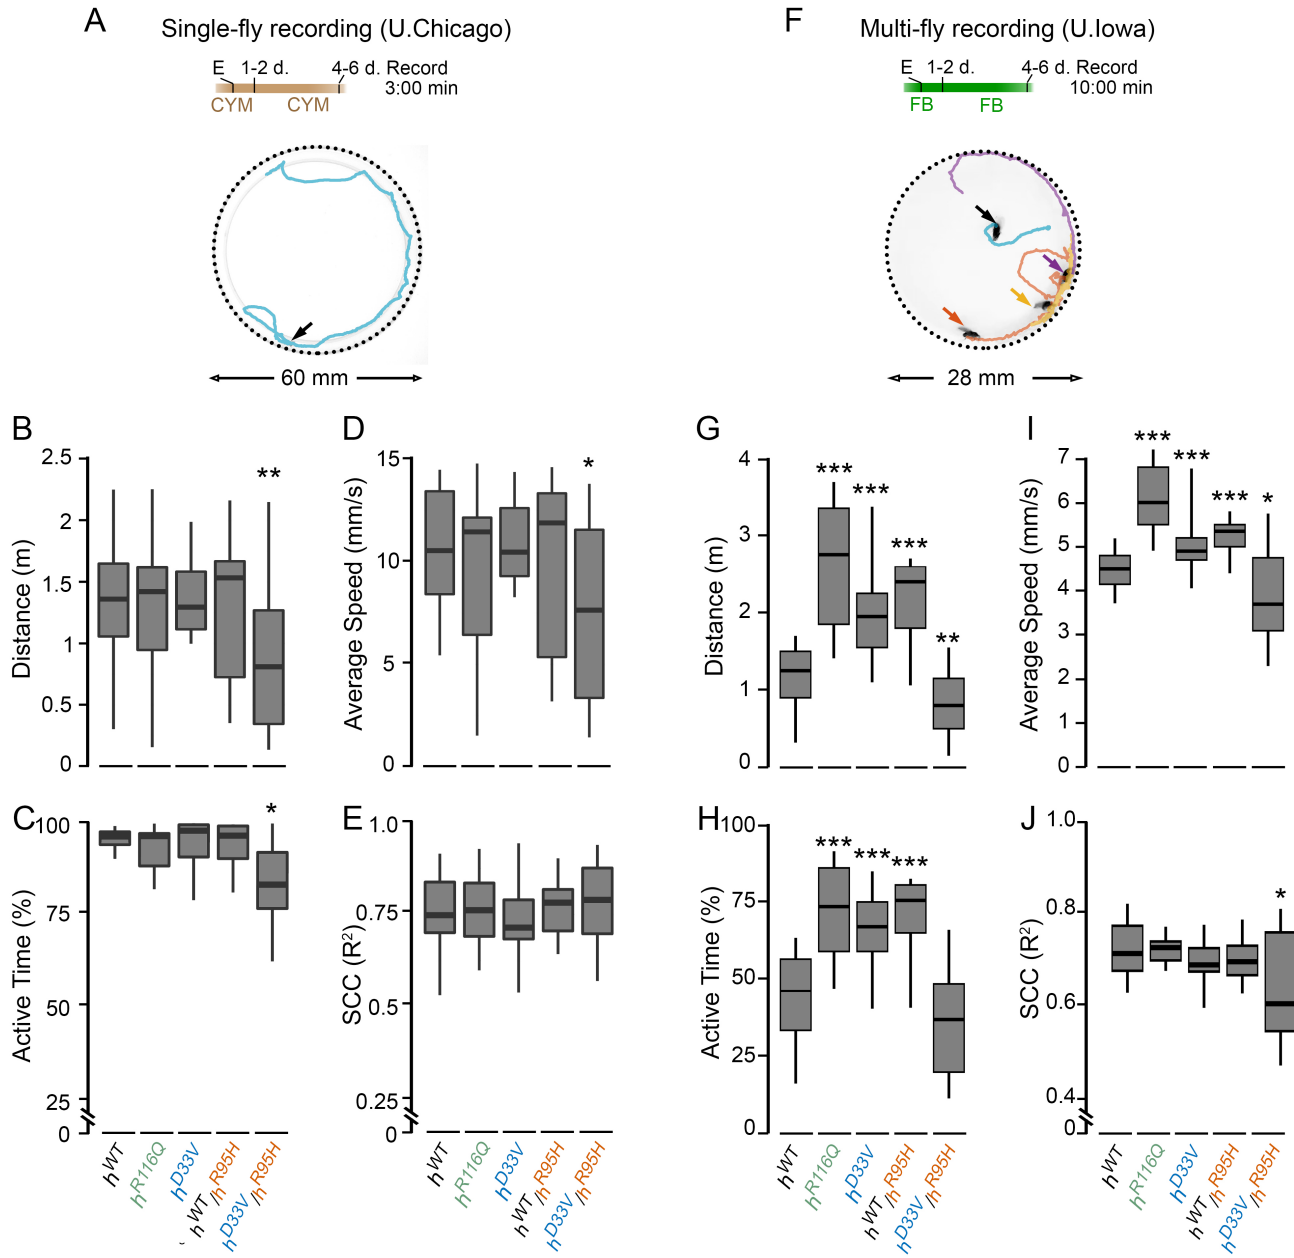 A
Single-fly recording (U.Chicago)
E 1-2 d. 4-6 d. Record
3:00 min
CYM CYM
60 mm
F
Multi-fly recording (U.Iowa)
E 1-2 d. 4-6 d. Record
10:00 min
FB FB
28 mm
B
Distance (m)
2.5
2
1.5
1
0.5
0
**
D
Average Speed (mm/s)
15
10
5
0
*
G
Distance (m)
4
3
2
1
0
***
***
***
**
I
Average Speed (mm/s)
7
6
5
4
3
2
1
0
***
***
***
*
C
Active Time (%)
100
75
50
25
0
*
hWT
hR116Q
hD33V
hWT/hR95H
hD33V/hR95H
E
SCC (R2)
1.0
0.75
0.5
0.25
0
hWT
hR116Q
hD33V
hWT/hR95H
hD33V/hR95H
H
Active Time (%)
100
75
50
25
0
***
***
***
hWT
hR116Q
hD33V
hWT/hR95H
hD33V/hR95H
J
SCC (R2)
1.0
0.8
0.6
0.4
0
*
hWT
hR116Q
hD33V
hWT/hR95H
hD33V/hR95H